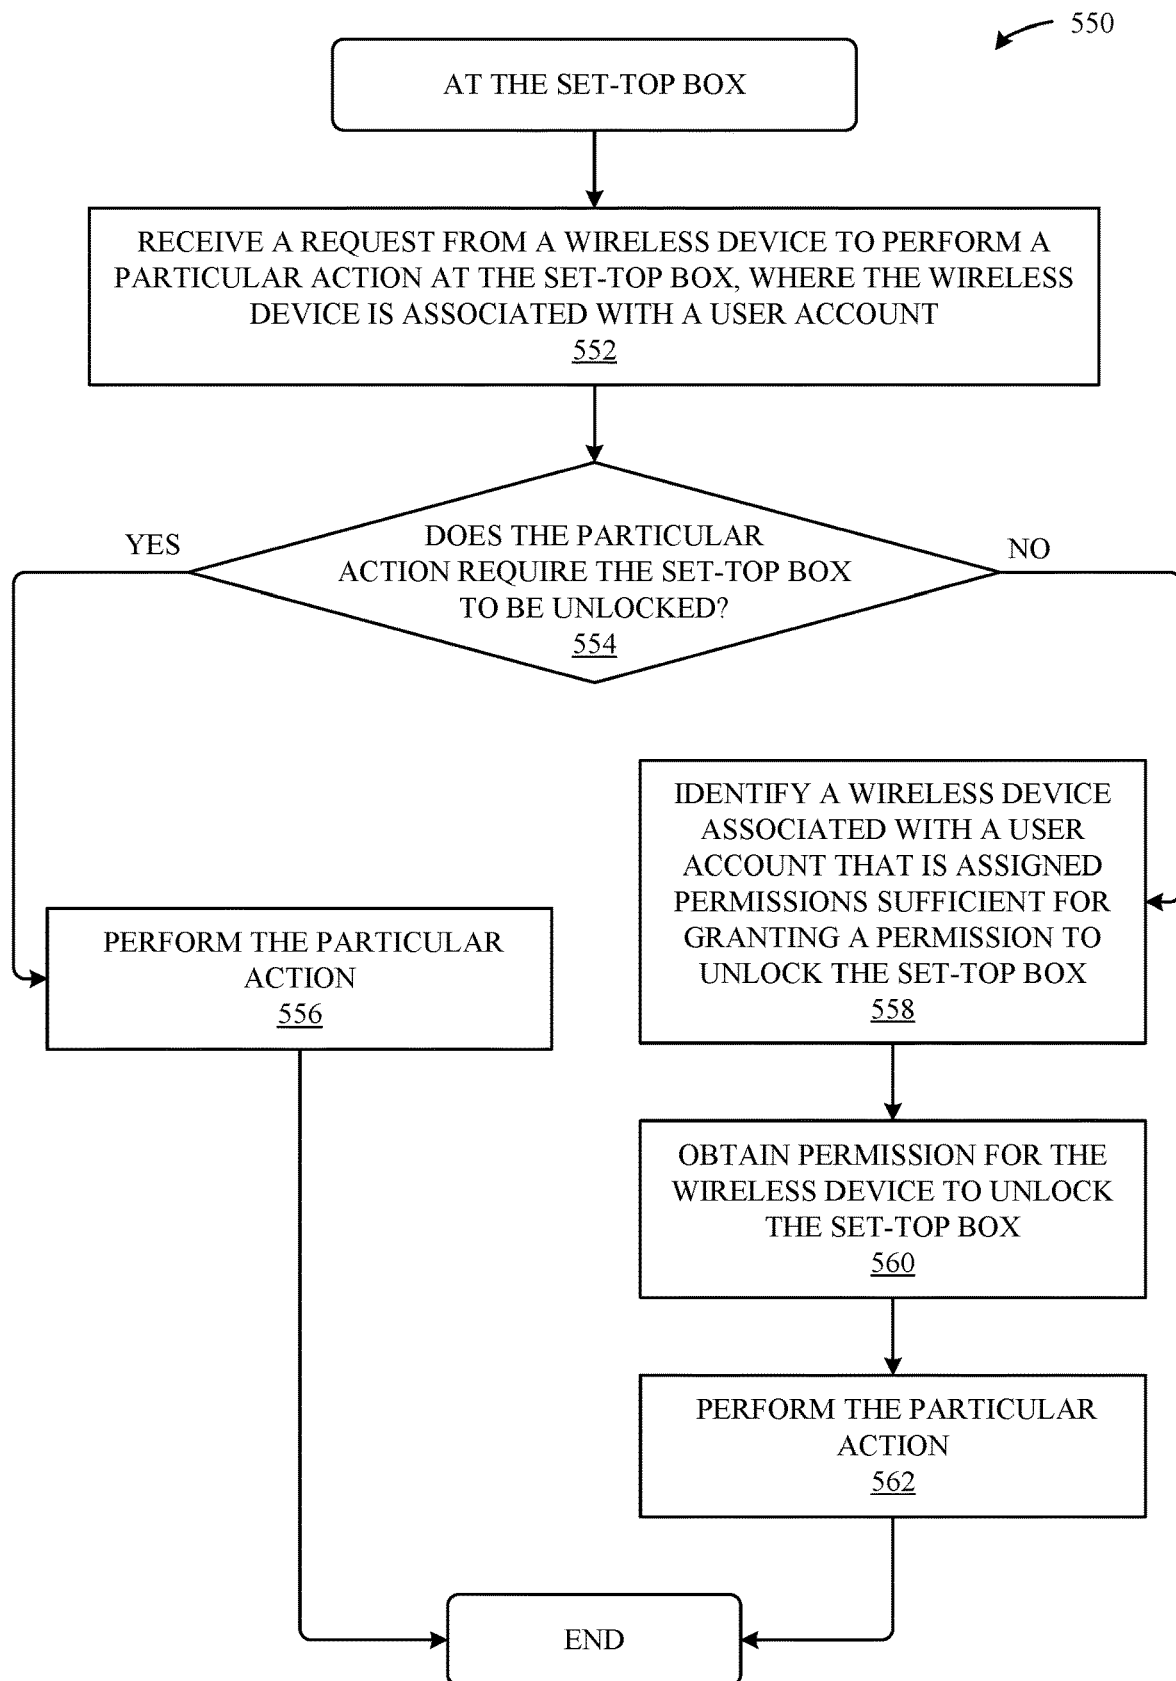 550
AT THE SET-TOP BOX
RECEIVE A REQUEST FROM A WIRELESS DEVICE TO PERFORM A
PARTICULAR ACTION AT THE SET-TOP BOX, WHERE THE WIRELESS
DEVICE IS ASSOCIATED WITH A USER ACCOUNT
552
YES
NO
DOES THE PARTICULAR
ACTION REQUIRE THE SET-TOP BOX
TO BE UNLOCKED?
554
PERFORM THE PARTICULAR
ACTION
556
IDENTIFY A WIRELESS DEVICE
ASSOCIATED WITH A USER
ACCOUNT THAT IS ASSIGNED
PERMISSIONS SUFFICIENT FOR
GRANTING A PERMISSION TO
UNLOCK THE SET-TOP BOX
558
OBTAIN PERMISSION FOR THE
WIRELESS DEVICE TO UNLOCK
THE SET-TOP BOX
560
PERFORM THE PARTICULAR
ACTION
562
END